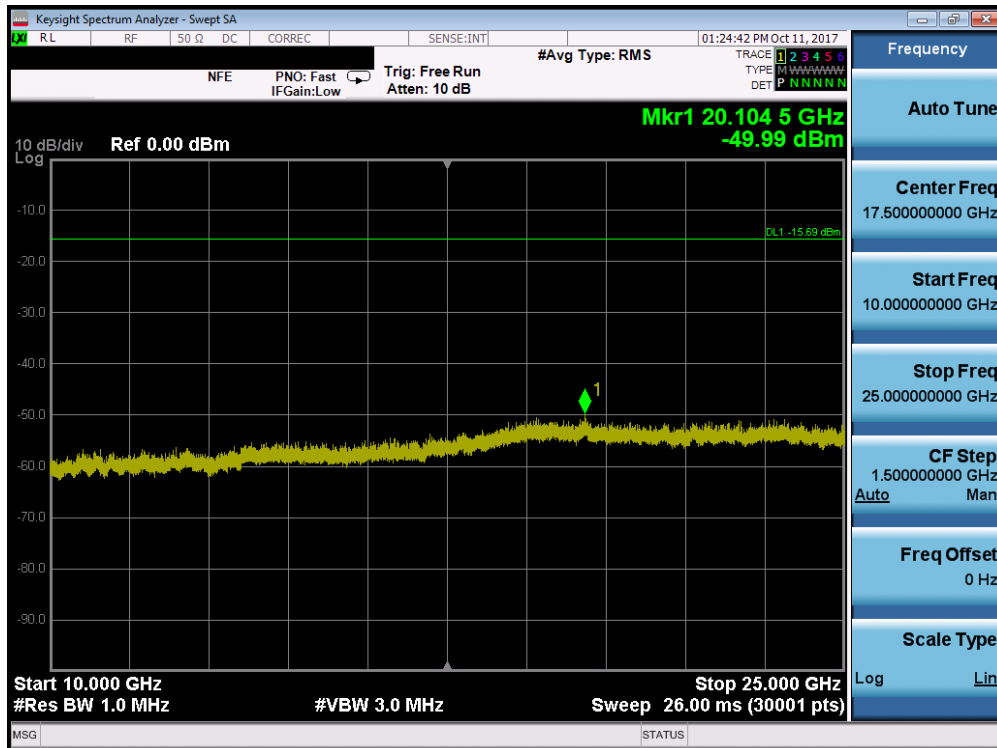 Keysight Spectrum Analyzer - Swept SA
LXI RL RF 50 Ω DC CORREC SENSE:INT 01:24:42 PM Oct 11, 2017
NFE PNO: Fast Trig: Free Run #Avg Type: RMS TRACE 1 2 3 4 5 6
IFGain:Low Atten: 10 dB TYPE M WWWWW
DET P N N N N N
Mkr1 20.104 5 GHz
-49.99 dBm
10 dB/div Ref 0.00 dBm
Log
-10.0
DL1 -15.69 dBm
-20.0
-30.0
-40.0
1
-50.0
-60.0
-70.0
-80.0
-90.0
Start 10.000 GHz Stop 25.000 GHz
#Res BW 1.0 MHz #VBW 3.0 MHz Sweep 26.00 ms (30001 pts)
MSG STATUS
Frequency
Auto Tune
Center Freq
17.500000000 GHz
Start Freq
10.000000000 GHz
Stop Freq
25.000000000 GHz
CF Step
1.500000000 GHz
Auto Man
Freq Offset
0 Hz
Scale Type
Log Lin